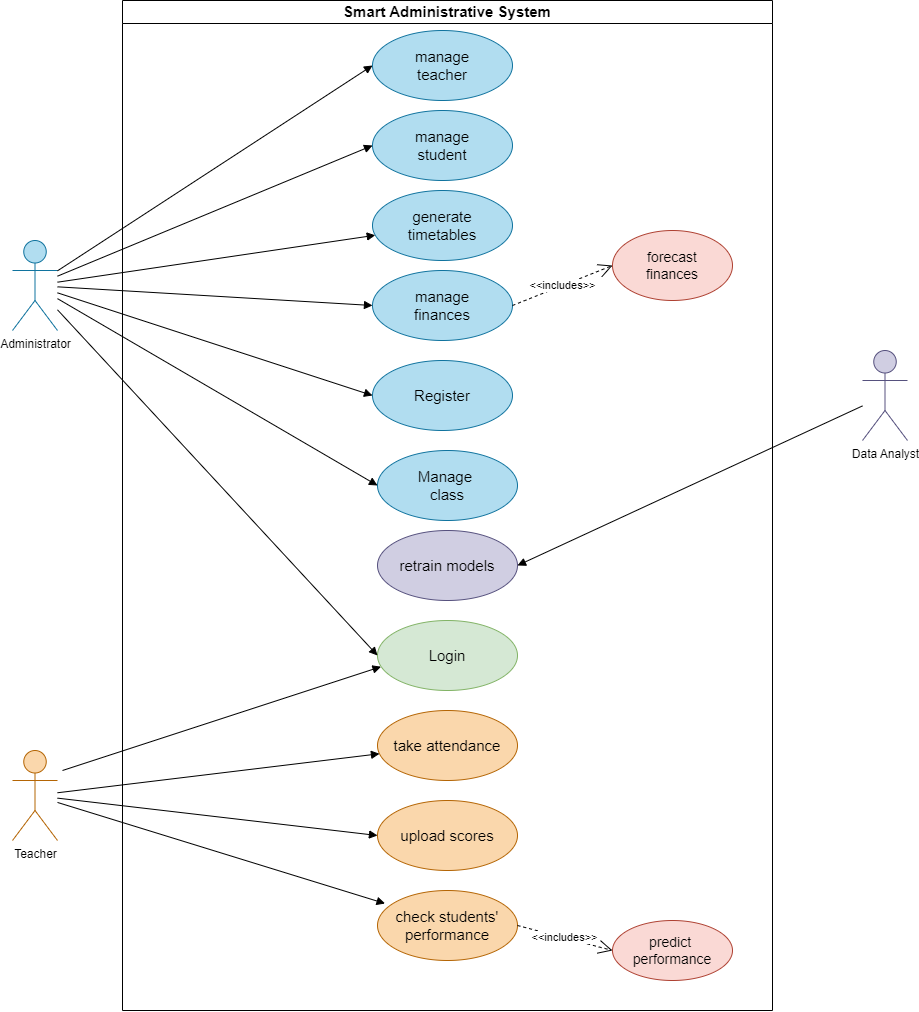 Smart Administrative System
manage
teacher
manage
student
generate
timetables
forecast
finances
<<includes>>
manage
finances
Administrator
Register
Data Analyst
Manage
class
retrain models
Login
take attendance
Teacher
upload scores
check students'
performance
<<includes>>
predict
performance